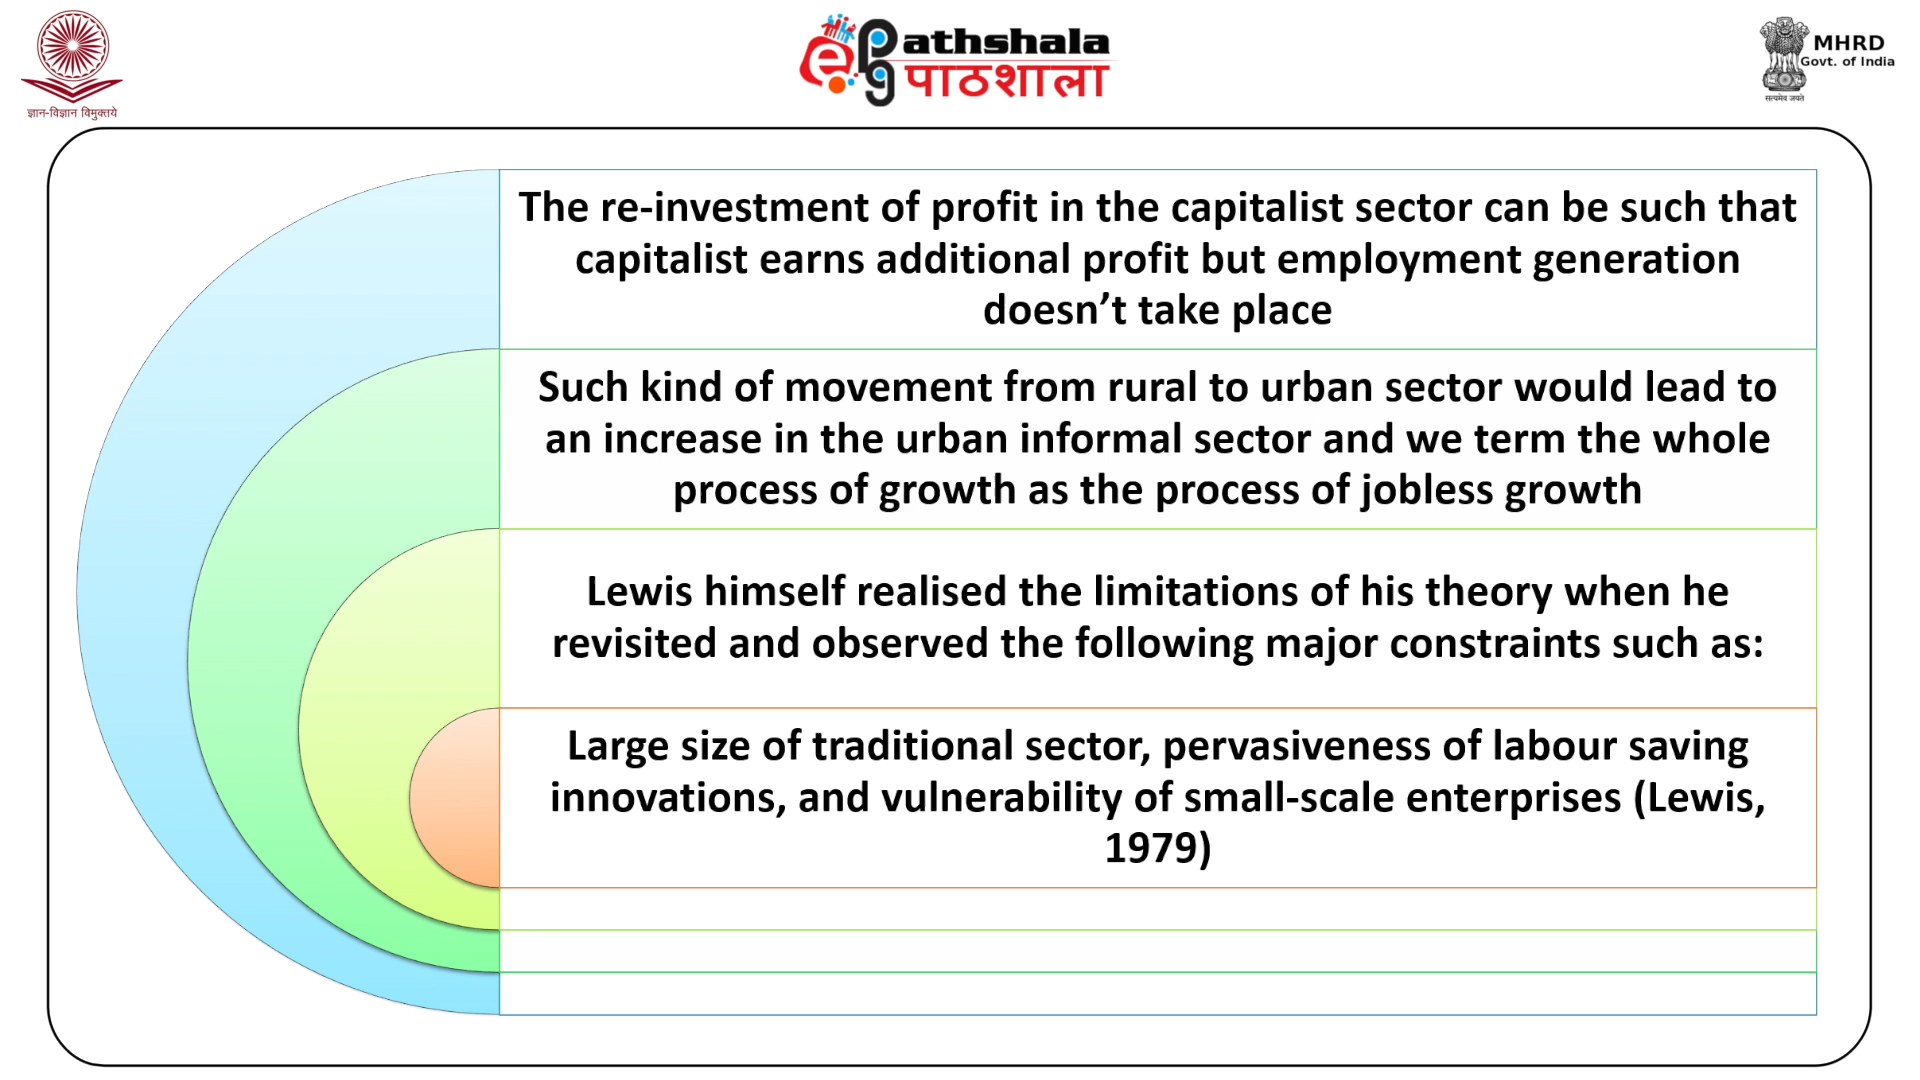 ज्ञान-विज्ञान विमुक्तये
ePG athshala
पाठशाला
MHRD
Govt. of India
सत्यमेव जयते
The re-investment of profit in the capitalist sector can be such that
capitalist earns additional profit but employment generation
doesn’t take place
Such kind of movement from rural to urban sector would lead to
an increase in the urban informal sector and we term the whole
process of growth as the process of jobless growth
Lewis himself realised the limitations of his theory when he
revisited and observed the following major constraints such as:
Large size of traditional sector, pervasiveness of labour saving
innovations, and vulnerability of small-scale enterprises (Lewis,
1979)